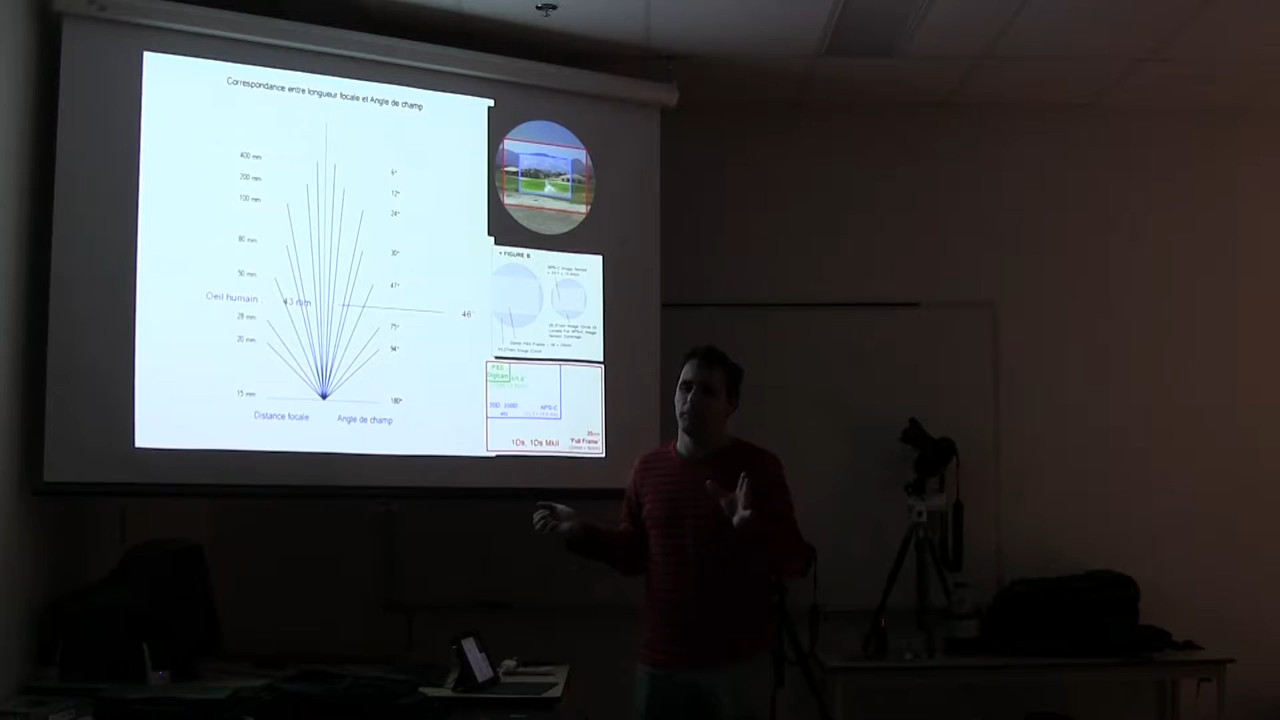 Correspondance entre longueur focale et Angle de champ
400 mm
6°
200 mm
12°
100 mm
24°
80 mm
30°
50 mm
47°
Oeil humain 43 mm
46°
28 mm
75°
20 mm
94°
15 mm
180°
Distance focale
Angle de champ
FIGURE B
P&S
Digicam
APS-C
35mm
1Ds, 1Ds MkII
"Full Frame"